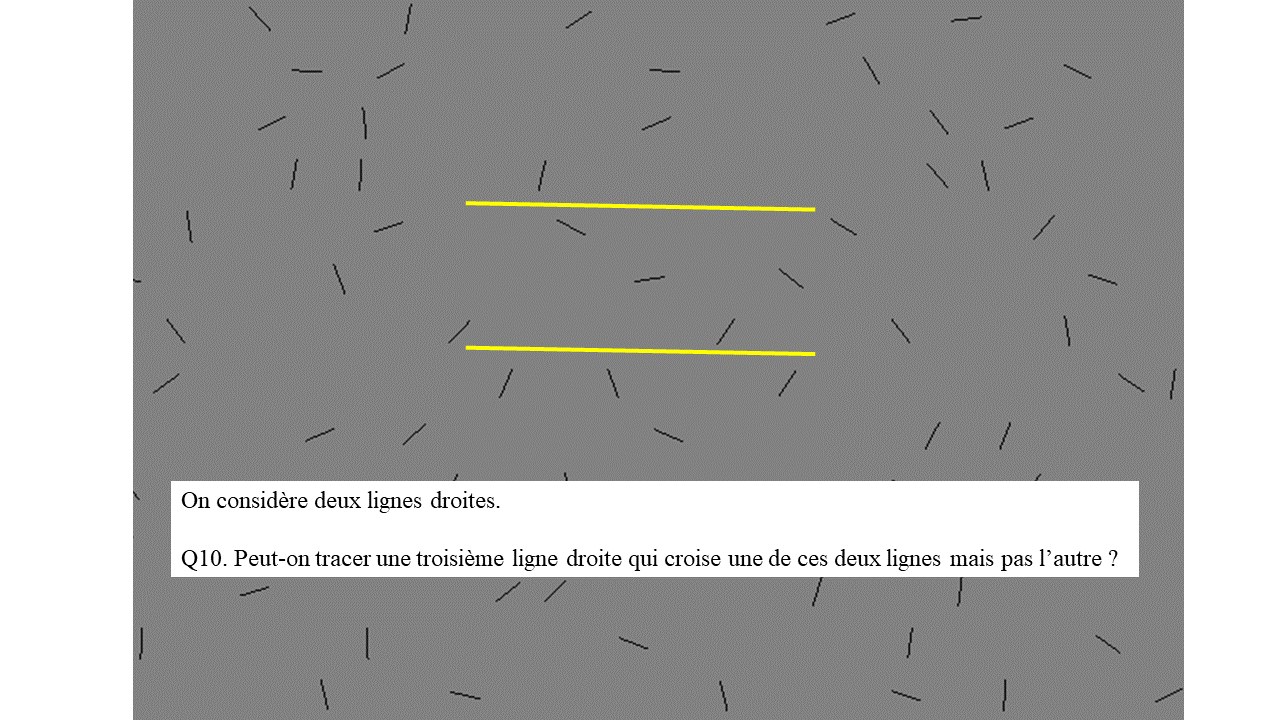 On considère deux lignes droites.
Q10. Peut-on tracer une troisième ligne droite qui croise une de ces deux lignes mais pas l’autre ?